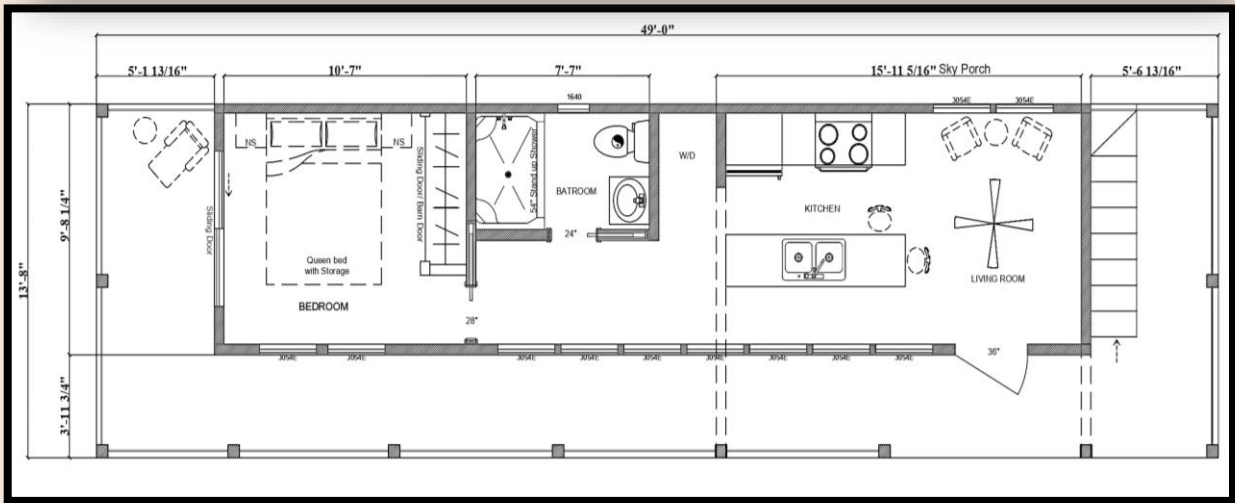 49'-0"
5'-1 13/16"
10'-7"
7'-7"
15'-11 5/16" Sky Porch
5'-6 13/16"
1640
3054E
3054E
NS
NS
Sliding Door/ Barn Door
54" Stand up Shower
W/D
BATROOM
KITCHEN
24"
Sliding Door
9'-8 1/4"
13'-8"
3'-11 3/4"
Queen bed
with Storage
BEDROOM
LIVING ROOM
28"
36"
3054E
3054E
3054E
3054E
3054E
3054E
3054E
3054E
3054E